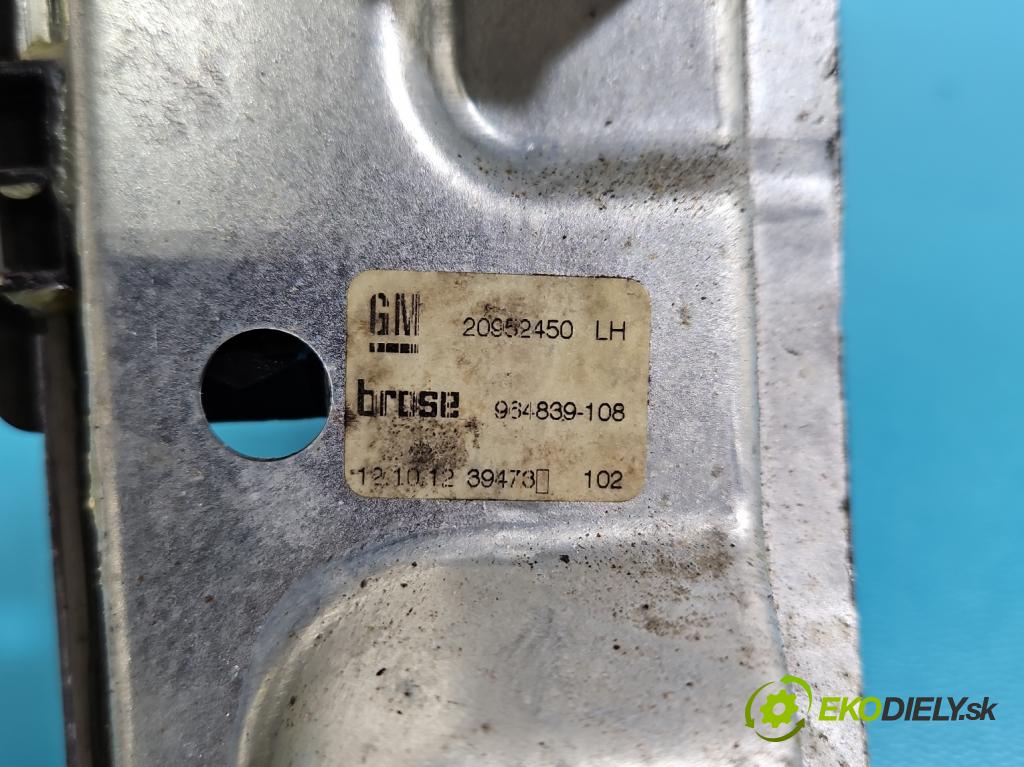 GM 20952450 LH
brose 964839-108
12.10.12 39473 102
EKODIELY.sk